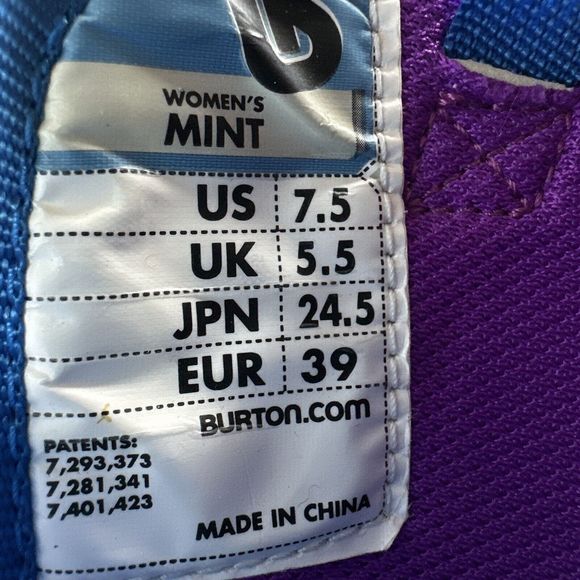 WOMEN'S
MINT
US 7.5
UK 5.5
JPN 24.5
EUR 39
BURTON.COM
PATENTS:
7,293,373
7,281,341
7,401,423
MADE IN CHINA